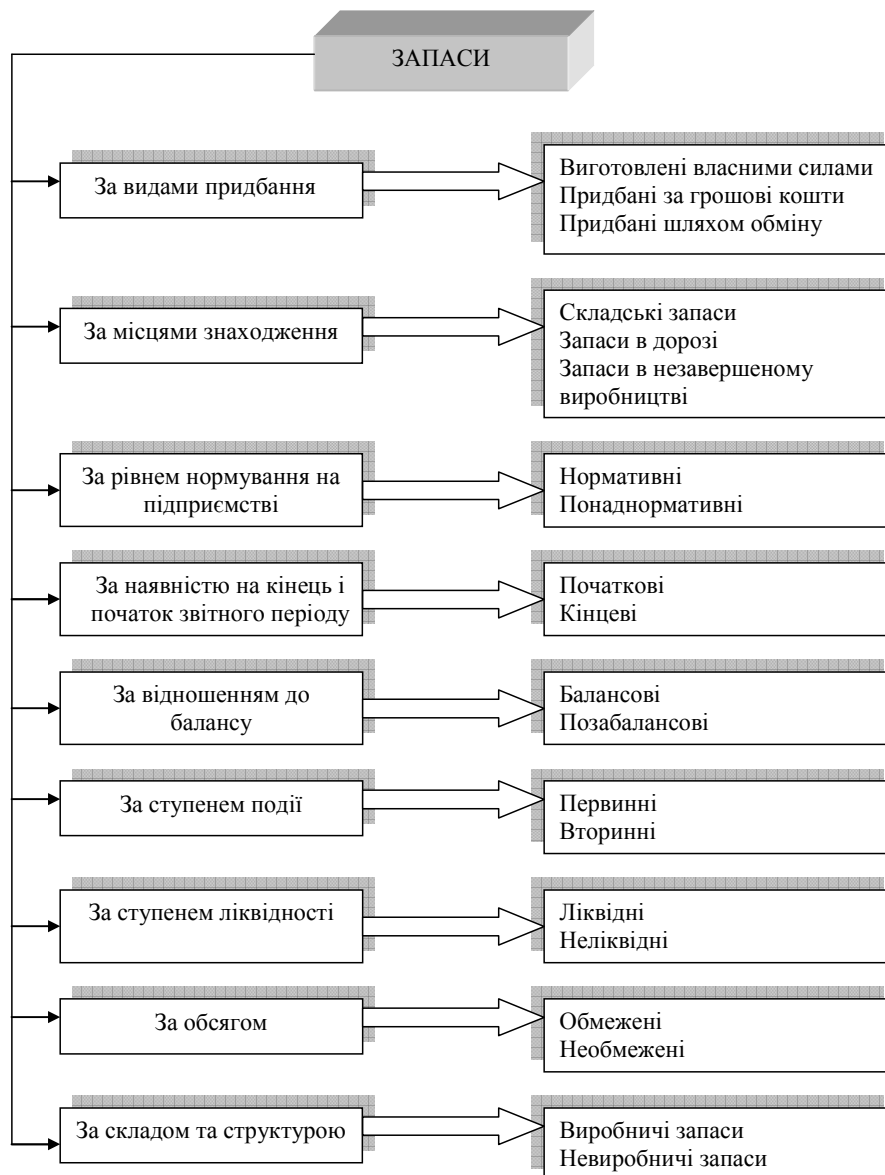 ЗАПАСИ
За видами придбання
Виготовлені власними силами
Придбані за грошові кошти
Придбані шляхом обміну
За місцями знаходження
Складські запаси
Запаси в дорозі
Запаси в незавершеному
виробництві
За рівнем нормування на
підприємстві
Нормативні
Понаднормативні
За наявністю на кінець і
початок звітного періоду
Початкові
Кінцеві
За відношенням до
балансу
Балансові
Позабалансові
За ступенем події
Первинні
Вторинні
За ступенем ліквідності
Ліквідні
Неліквідні
За обсягом
Обмежені
Необмежені
За складом та структурою
Виробничі запаси
Невиробничі запаси